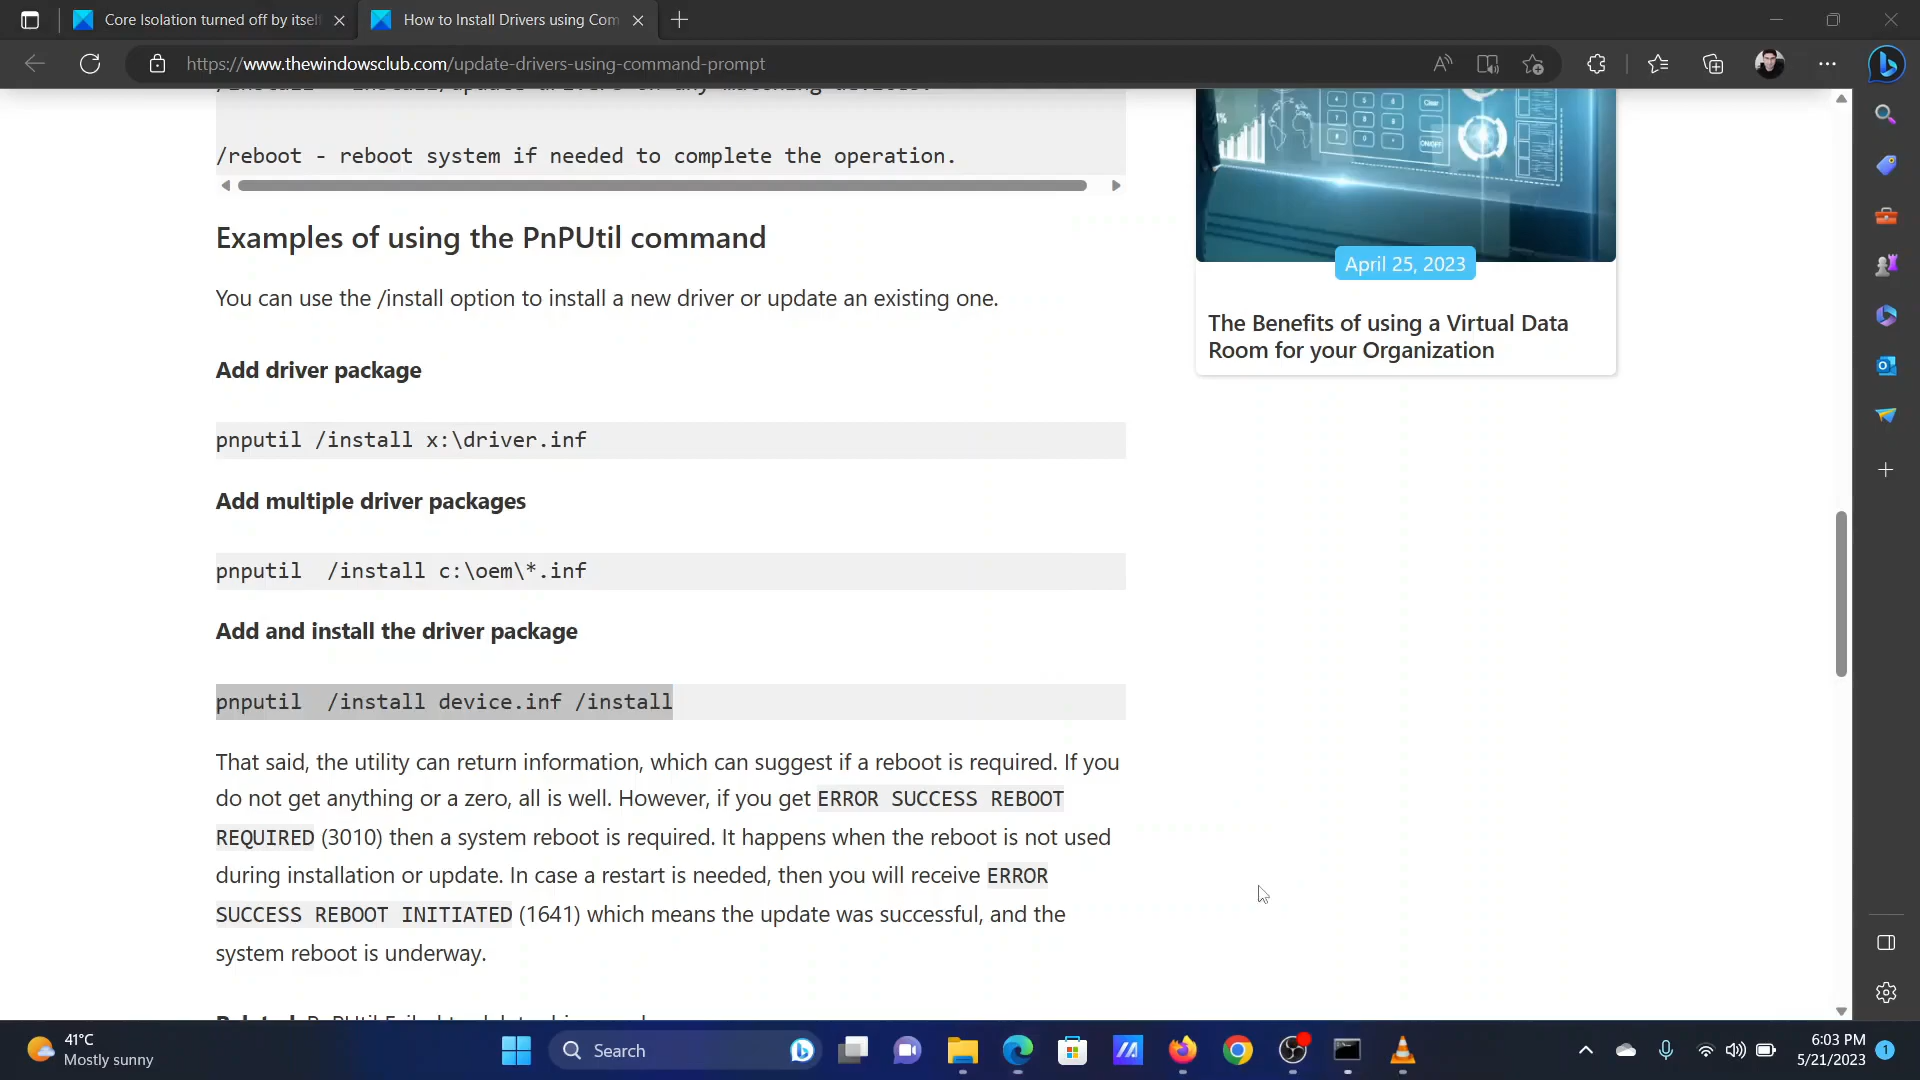 Core Isolation turned off by itsel
How to Install Drivers using Com
https://www.thewindowsclub.com/update-drivers-using-command-prompt
/reboot - reboot system if needed to complete the operation.
Examples of using the PnPUtil command
You can use the /install option to install a new driver or update an existing one.
Add driver package
pnputil /install x:\driver.inf
Add multiple driver packages
pnputil  /install c:\oem\*.inf
Add and install the driver package
pnputil  /install device.inf /install
That said, the utility can return information, which can suggest if a reboot is required. If you
do not get anything or a zero, all is well. However, if you get ERROR SUCCESS REBOOT
REQUIRED (3010) then a system reboot is required. It happens when the reboot is not used
during installation or update. In case a restart is needed, then you will receive ERROR
SUCCESS REBOOT INITIATED (1641) which means the update was successful, and the
system reboot is underway.
Clear
ON/OFF
April 25, 2023
The Benefits of using a Virtual Data
Room for your Organization
41°C
Mostly sunny
Search
6:03 PM
5/21/2023
1